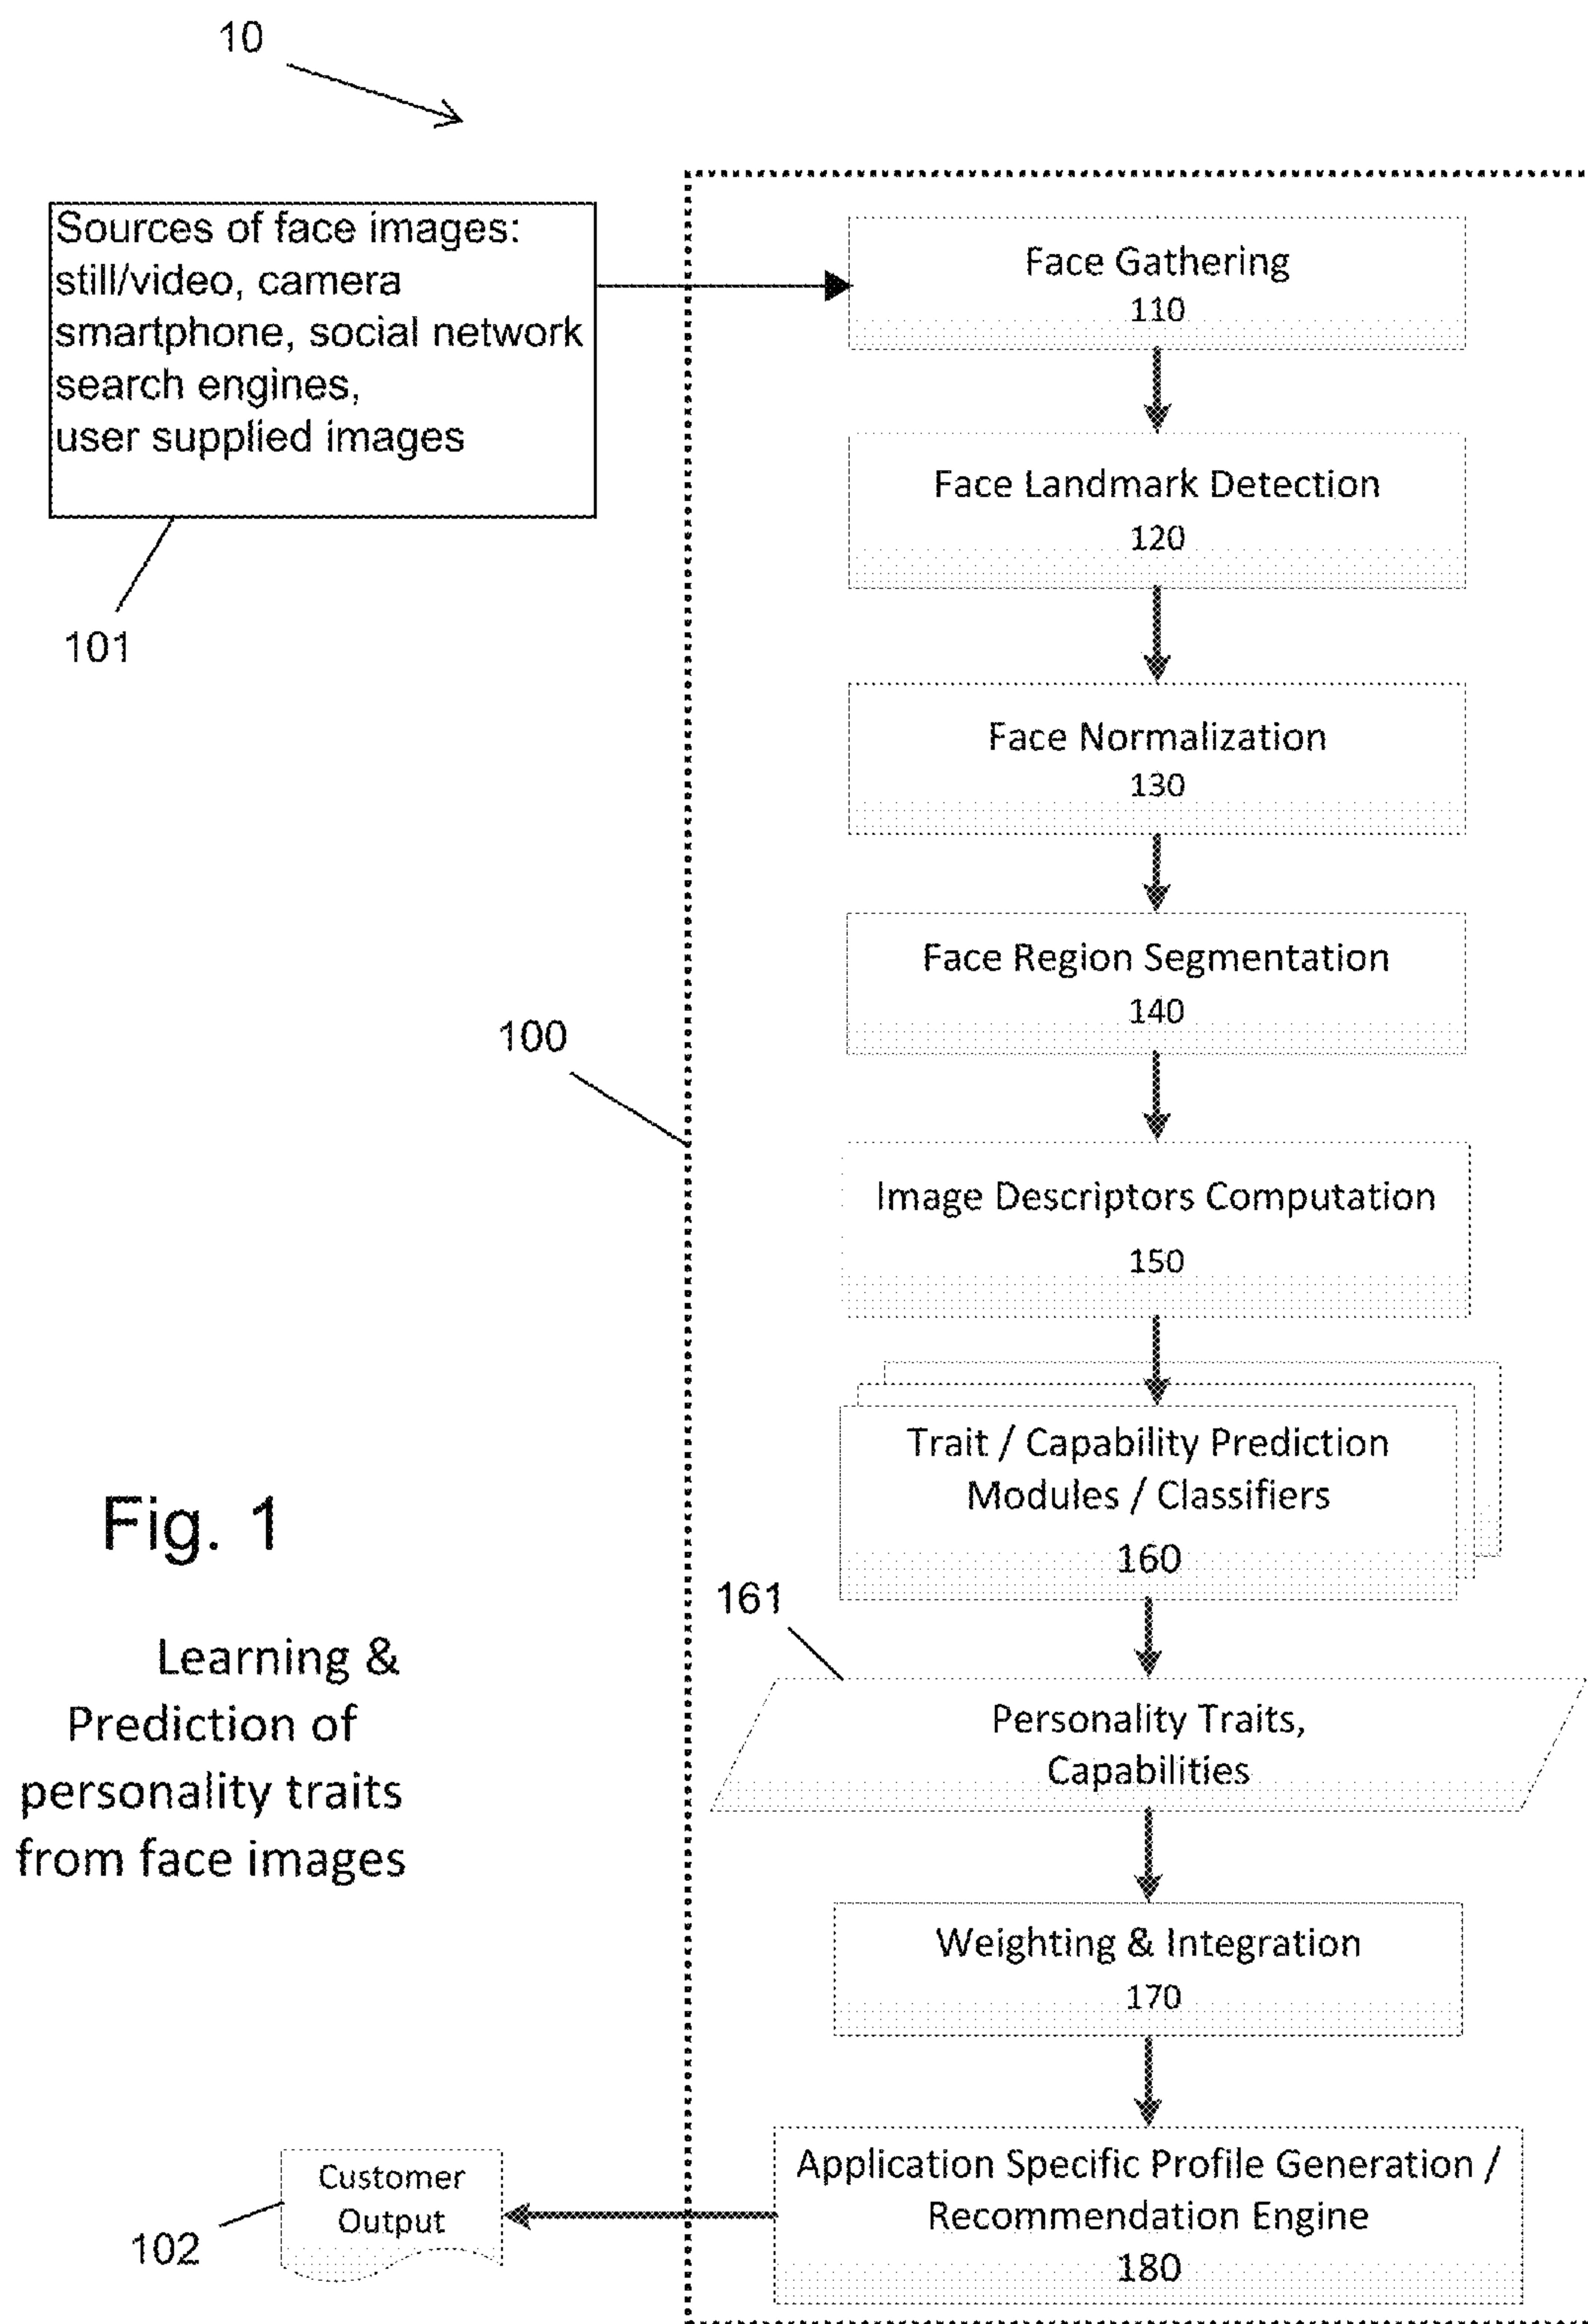 10
Sources of face images:
still/video, camera
smartphone, social network
search engines,
user supplied images
101
Face Gathering
110
Face Landmark Detection
120
Face Normalization
130
Face Region Segmentation
140
100
Image Descriptors Computation
150
Trait / Capability Prediction
Modules / Classifiers
160
161
Personality Traits,
Capabilities
Weighting & Integration
170
Application Specific Profile Generation /
Recommendation Engine
180
Customer
Output
102
Fig. 1
Learning &
Prediction of
personality traits
from face images